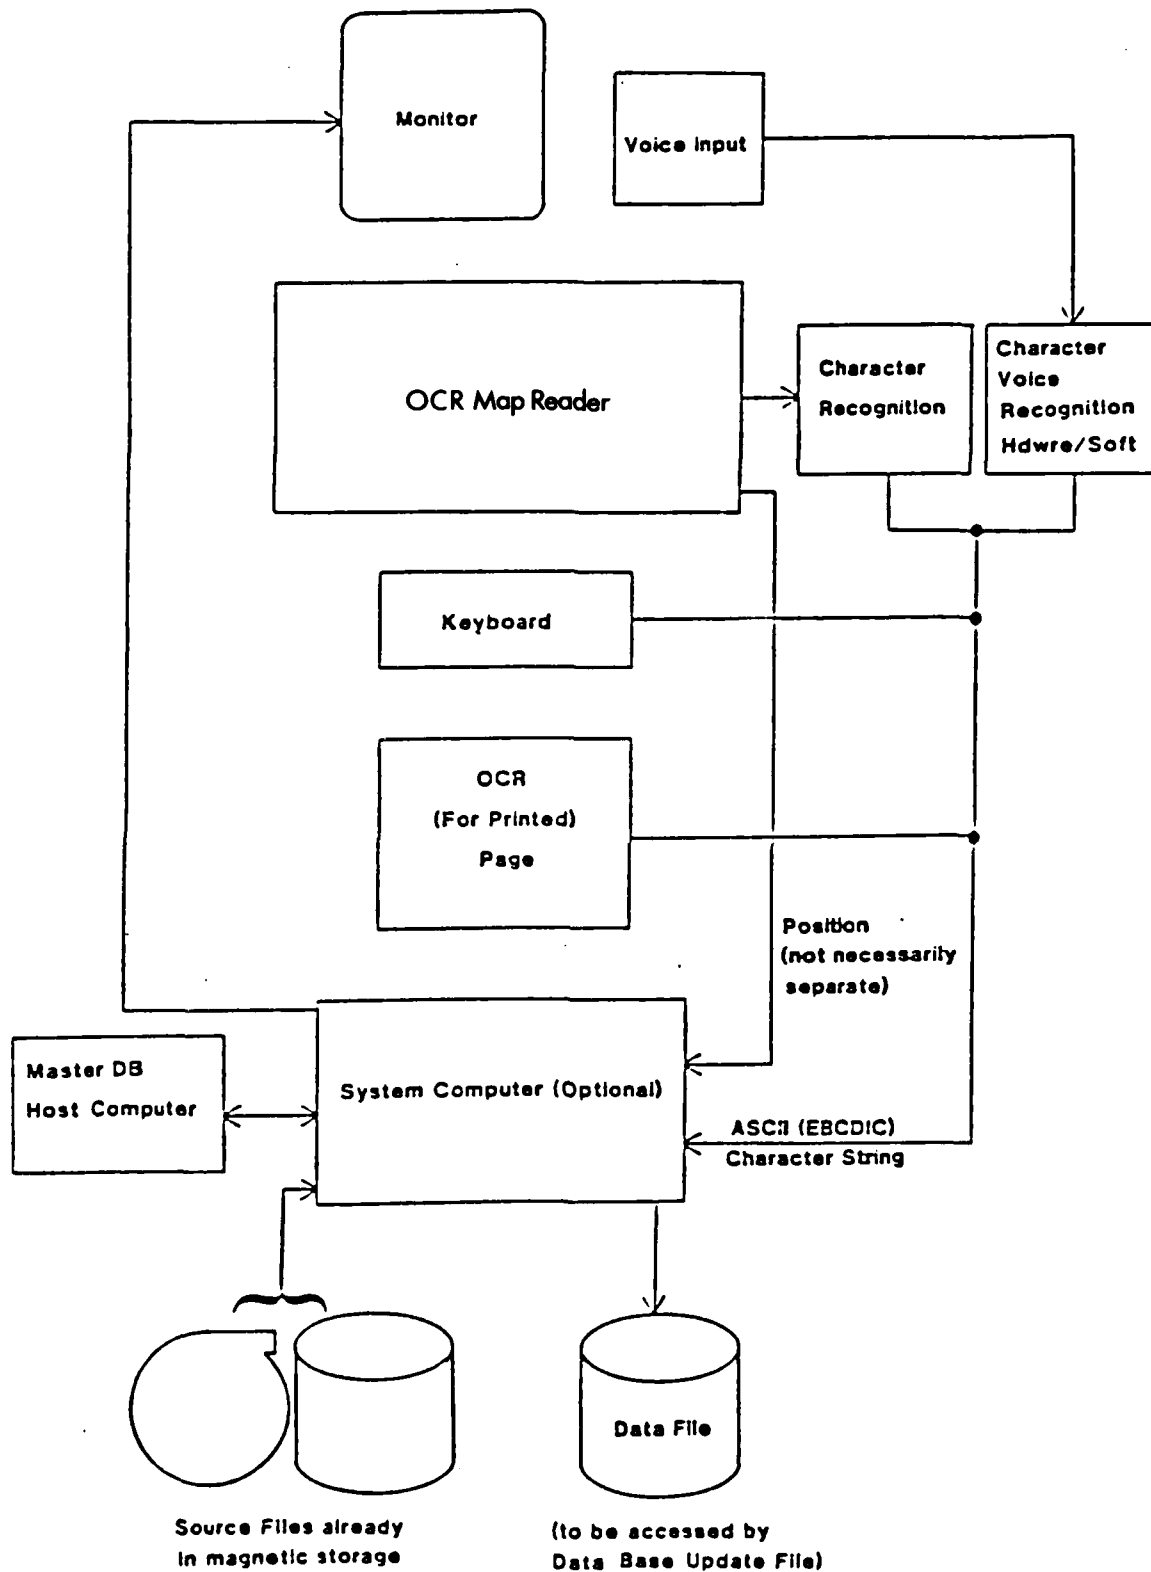 Monitor
Voice Input
OCR Map Reader
Character
Recognition
Character
Voice
Recognition
Hdwre/Soft
Keyboard
OCR
(For Printed)
Page
Position
(not necessarily
separate)
Master DB
Host Computer
System Computer (Optional)
ASCII (EBCDIC)
Character String
Data File
Source Files already
in magnetic storage
(to be accessed by
Data Base Update File)